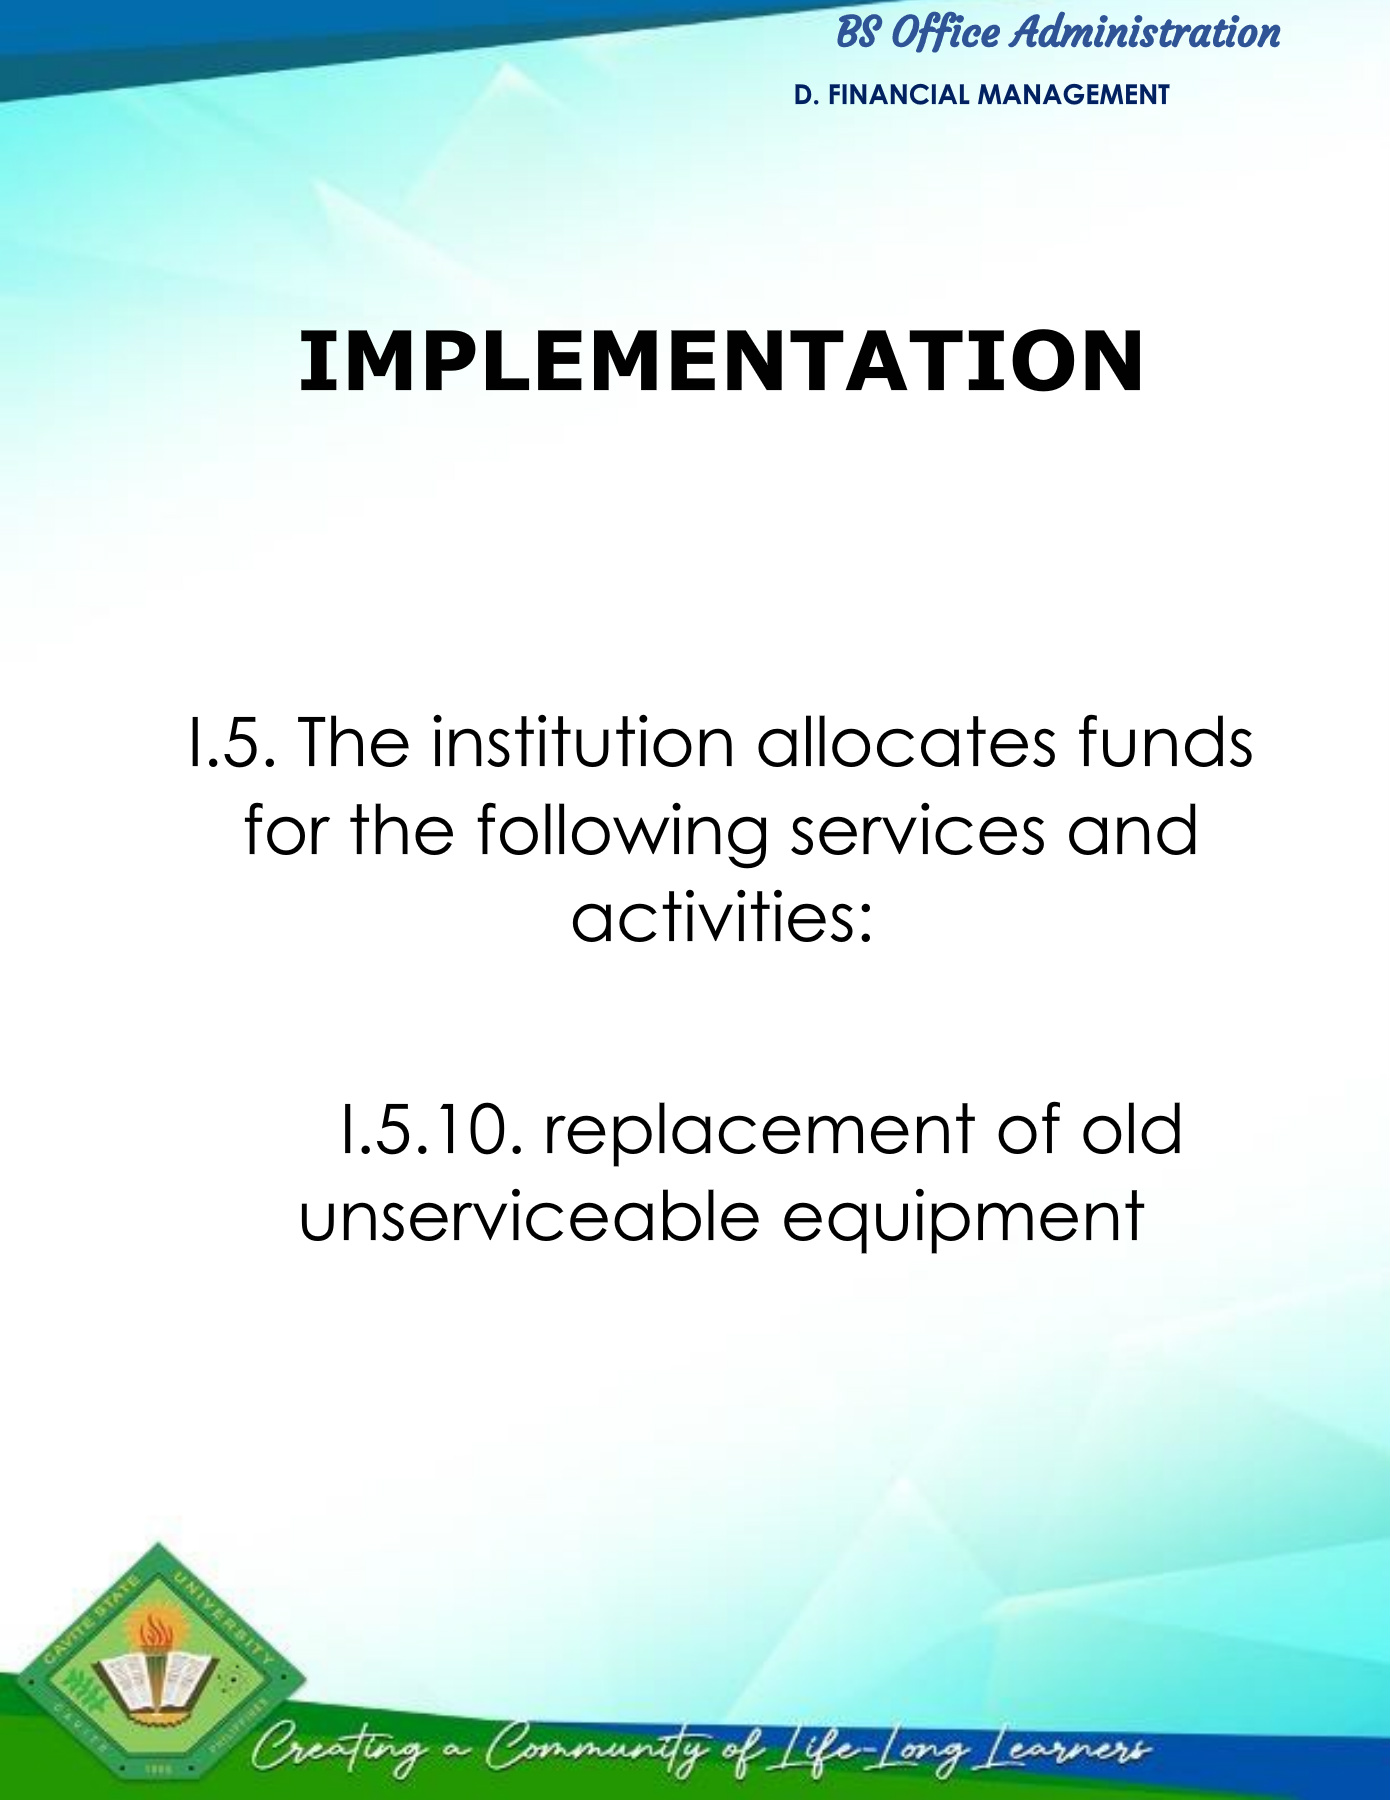 BS Office Administration
D. FINANCIAL MANAGEMENT
IMPLEMENTATION
I.5. The institution allocates funds
for the following services and
activities:
I.5.10. replacement of old
unserviceable equipment
CAVITE STATE UNIVERSITY
CAVITE
PHILIPPINES
1906
Creating a Community of Life-Long Learners